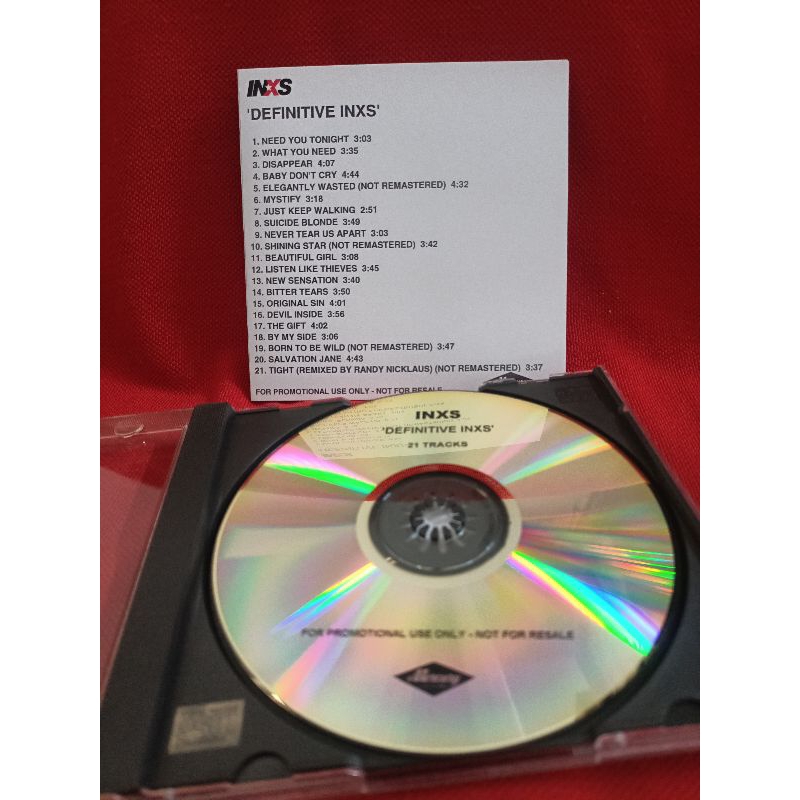 INXS
'DEFINITIVE INXS'
1. NEED YOU TONIGHT 3:03
2. WHAT YOU NEED 3:35
3. DISAPPEAR 4:07
4. BABY DON'T CRY 4:44
5. ELEGANTLY WASTED (NOT REMASTERED) 4:32
6. MYSTIFY 3:18
7. JUST KEEP WALKING 2:51
8. SUICIDE BLONDE 3:49
9. NEVER TEAR US APART 3:03
10. SHINING STAR (NOT REMASTERED) 3:42
11. BEAUTIFUL GIRL 3:08
12. LISTEN LIKE THIEVES 3:45
13. NEW SENSATION 3:40
14. BITTER TEARS 3:50
15. ORIGINAL SIN 4:01
16. DEVIL INSIDE 3:56
17. THE GIFT 4:02
18. BY MY SIDE 3:06
19. BORN TO BE WILD (NOT REMASTERED) 3:47
20. SALVATION JANE 4:43
21. TIGHT (REMIXED BY RANDY NICKLAUS) (NOT REMASTERED) 3:37
FOR PROMOTIONAL USE ONLY - NOT FOR RESALE
INXS
'DEFINITIVE INXS'
21 TRACKS
FOR PROMOTIONAL USE ONLY - NOT FOR RESALE
Mercury